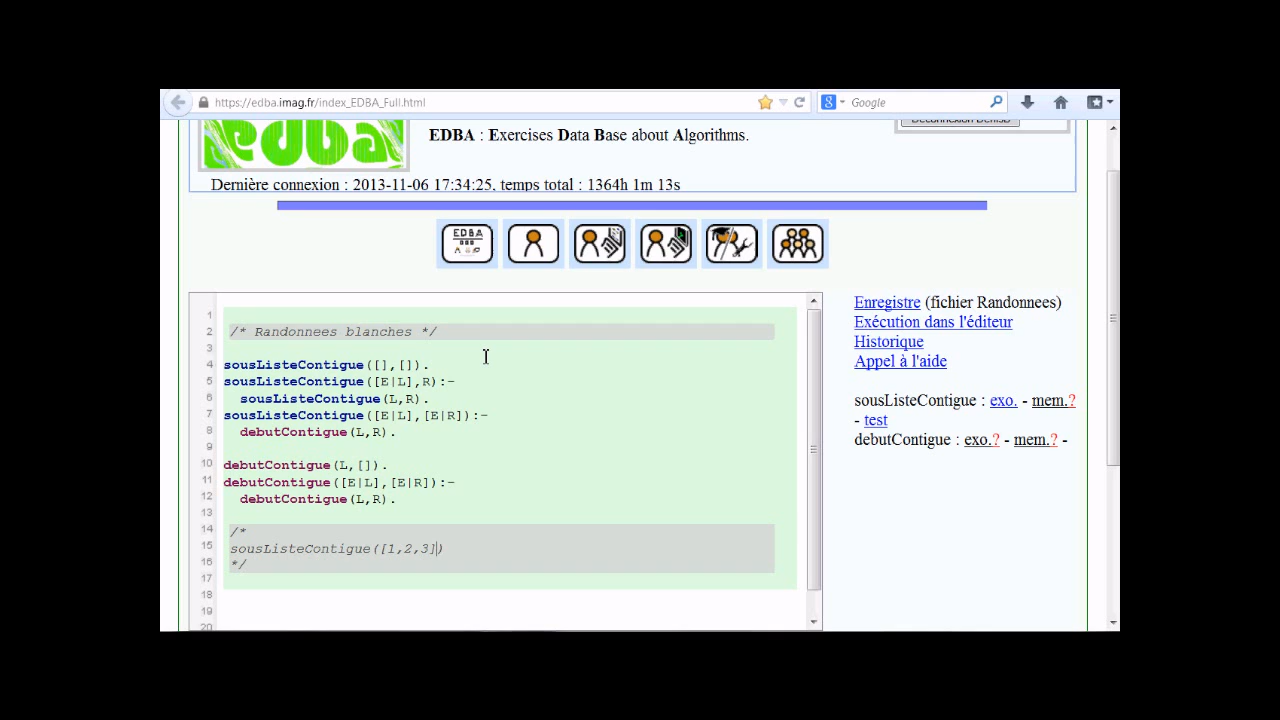 https://edba.imag.fr/index_EDBA_Full.html
Google
edba
EDBA : Exercises Data Base about Algorithms.
Dernière connexion : 2013-11-06 17:34:25, temps total : 1364h 1m 13s
EDBA
1
2 /* Randonnees blanches */
3
4 sousListeContigue([],[]).
5 sousListeContigue([E|L],R):-
6 sousListeContigue(L,R).
7 sousListeContigue([E|L],[E|R]):-
8 debutContigue(L,R).
9
10 debutContigue(L,[]).
11 debutContigue([E|L],[E|R]):-
12 debutContigue(L,R).
13
14 /*
15 sousListeContigue([1,2,3])
16 */
17
18
19
20
Enregistre (fichier Randonnees)
Exécution dans l'éditeur
Historique
Appel à l'aide
sousListeContigue : exo. - mem.?
- test
debutContigue : exo.? - mem.? -